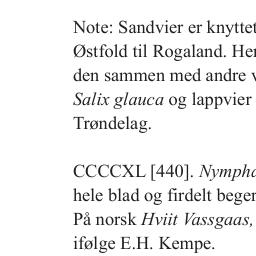 Note: Sandvier er knyttet
Østfold til Rogaland. Her
den sammen med andre v
Salix glauca og lappvier
Trøndelag.
CCCCXL [440]. Nympha
hele blad og firdelt beger
På norsk Hviit Vassgaas,
ifølge E.H. Kempe.